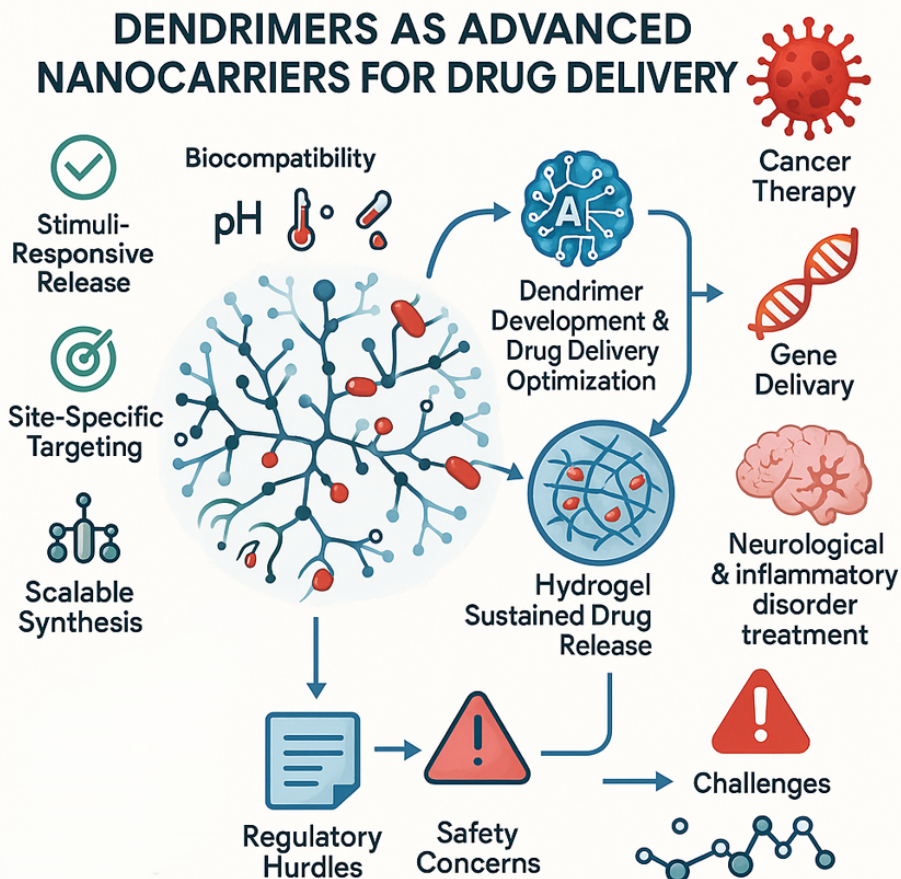 DENDRIMERS AS ADVANCED
NANOCARRIERS FOR DRUG DELIVERY
Stimuli-
Responsive
Release
Site-Specific
Targeting
Scalable
Synthesis
Biocompatibility
pH
AI
Dendrimer
Development &
Drug Delivery
Optimization
Hydrogel
Sustained Drug
Release
Cancer
Therapy
Gene
Delivary
Neurological
& inflammatory
disorder
treatment
Regulatory
Hurdles
Safety
Concerns
Challenges